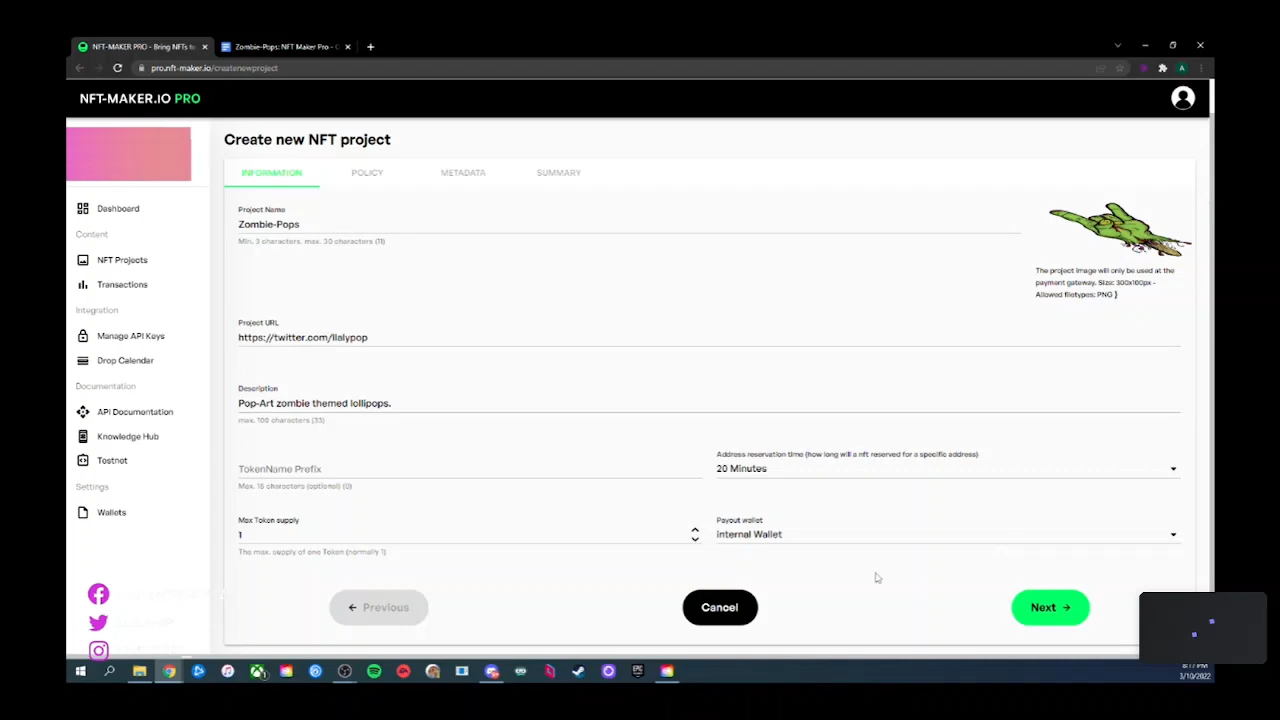 NFT-MAKER PRO - Bring NFTs to
Zombie-Pops: NFT Maker Pro - G
pro.nft-maker.io/createnewproject
A
NFT-MAKER.IO PRO
Create new NFT project
INFORMATION
POLICY
METADATA
SUMMARY
Dashboard
Content
NFT Projects
Transactions
Integration
Manage API Keys
Drop Calendar
Documentation
API Documentation
Knowledge Hub
Testnet
Settings
Wallets
Project Name
Zombie-Pops
Min. 3 characters, max. 30 characters (11)
The project image will only be used at the
payment gateway. Size: 300x100px -
Allowed filetypes: PNG }
Project URL
https://twitter.com/llalypop
Description
Pop-Art zombie themed lollipops.
max. 100 characters (33)
TokenName Prefix
Max. 15 characters (optional) (0)
Address reservation time (how long will a nft reserved for a specific address)
20 Minutes
Max Token supply
1
The max. supply of one Token (normally 1)
Payout wallet
internal Wallet
Previous
Cancel
Next
8:17 PM
3/10/2022